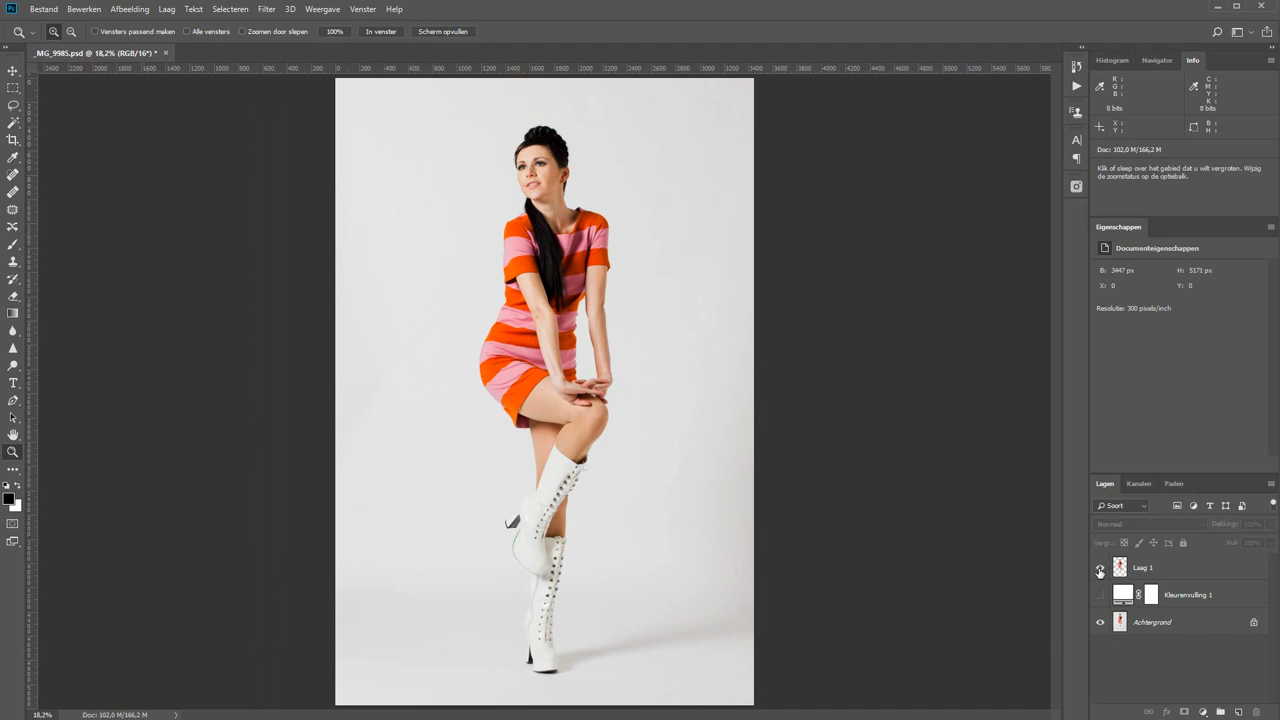 Ps Bestand Bewerken Afbeelding Laag Tekst Selecteren Filter 3D Weergave Venster Help
Vensters passend maken Alle vensters Zoomen door slepen 100% In venster Scherm opvullen
_MG_9985.psd @ 18,2% (RGB/16*) * ×
Histogram Navigator Info
R :
G :
B :
8 bits
C :
M :
Y :
K :
8 bits
X :
Y :
B :
H :
Doc: 102,0 M/166,2 M
Klik of sleep over het gebied dat u wilt vergroten. Wijzig
de zoomstatus op de optiebalk.
Eigenschappen
Documenteigenschappen
B: 3447 px H: 5171 px
X: 0 Y: 0
Resolutie: 300 pixels/inch
Lagen Kanalen Paden
Soort
Normaal Dekking: 100%
Vul: 100%
Laag 1
Kleurenvulling 1
Achtergrond
18,2% Doc: 102,0 M/166,2 M